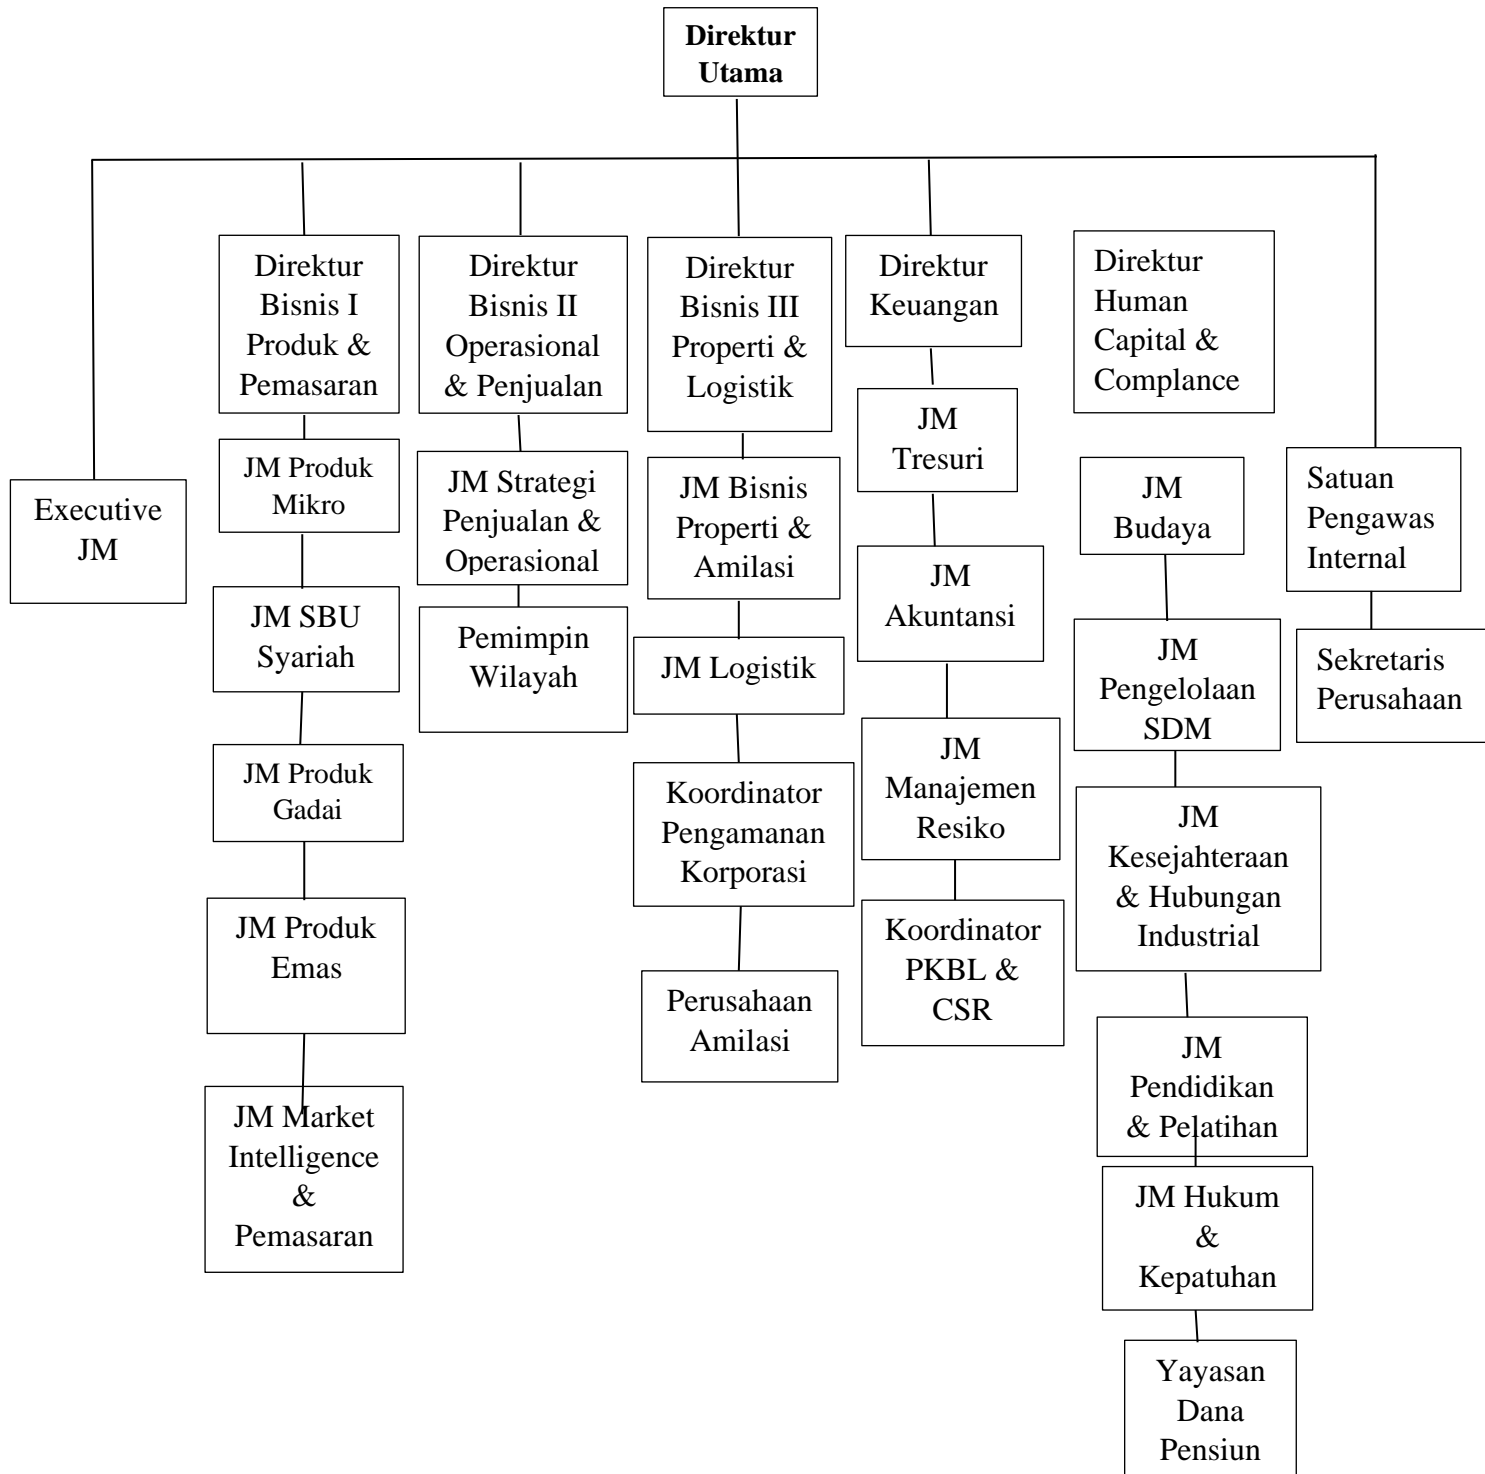 Direktur
Utama
Direktur
Bisnis I
Produk &
Pemasaran
Direktur
Bisnis II
Operasional
& Penjualan
Direktur
Bisnis III
Properti &
Logistik
Direktur
Keuangan
Direktur
Human
Capital &
Complance
Executive
JM
JM Produk
Mikro
JM SBU
Syariah
JM Produk
Gadai
JM Produk
Emas
JM Market
Intelligence
&
Pemasaran
JM Strategi
Penjualan &
Operasional
Pemimpin
Wilayah
JM Bisnis
Properti &
Amilasi
JM Logistik
Koordinator
Pengamanan
Korporasi
Perusahaan
Amilasi
JM
Tresuri
JM
Akuntansi
JM
Manajemen
Resiko
Koordinator
PKBL &
CSR
JM
Budaya
JM
Pengelolaan
SDM
JM
Kesejahteraan
& Hubungan
Industrial
JM
Pendidikan
& Pelatihan
JM Hukum
&
Kepatuhan
Yayasan
Dana
Pensiun
Satuan
Pengawas
Internal
Sekretaris
Perusahaan